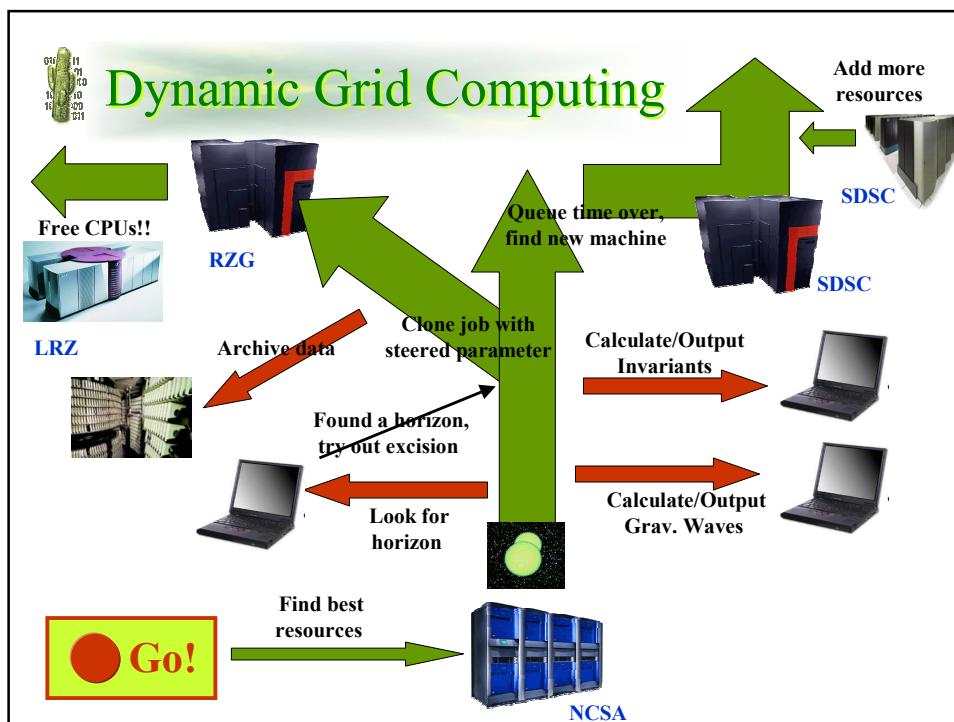 Dynamic Grid Computing
Add more
resources
SDSC
Free CPUs!!
RZG
LRZ
Queue time over,
find new machine
SDSC
Archive data
Clone job with
steered parameter
Calculate/Output
Invariants
Found a horizon,
try out excision
Look for
horizon
Calculate/Output
Grav. Waves
Find best
resources
Go!
NCSA